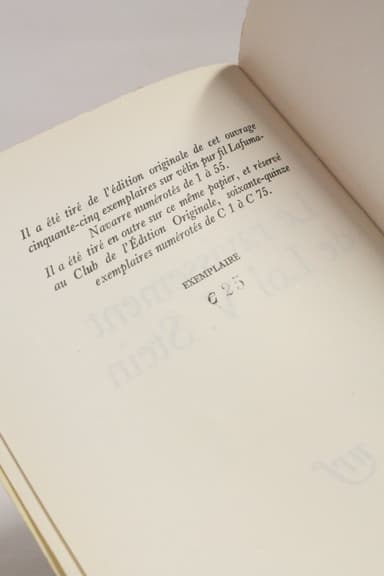 Il a été tiré de l'édition originale de cet ouvrage
cinquante-cinq exemplaires sur vélin pur fil Lafuma-
Navarre numérotés de 1 à 55.
Il a été tiré en outre sur ce même papier, et réservé
au Club de l'Édition Originale, soixante-quinze
exemplaires numérotés de C 1 à C 75.
EXEMPLAIRE
C 25